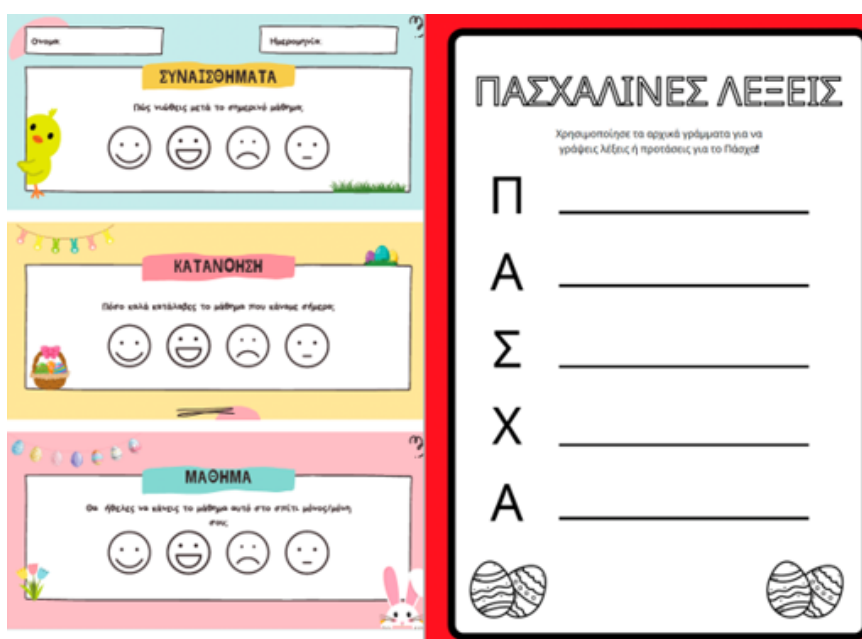 Όνομα:
Ημερομηνία:
ΣΥΝΑΙΣΘΗΜΑΤΑ
Πώς νιώθεις μετά το σημερινό μάθημα;
ΚΑΤΑΝΟΗΣΗ
Πόσο καλά κατάλαβες το μάθημα που κάναμε σήμερα;
ΜΑΘΗΜΑ
Θα ήθελες να κάνεις το μάθημα αυτό στο σπίτι μόνος/μόνη
σου;
ΠΑΣΧΑΛΙΝΕΣ ΛΕΞΕΙΣ
Χρησιμοποίησε τα αρχικά γράμματα για να
γράψεις λέξεις ή προτάσεις για το Πάσχα!
Π
Α
Σ
Χ
Α